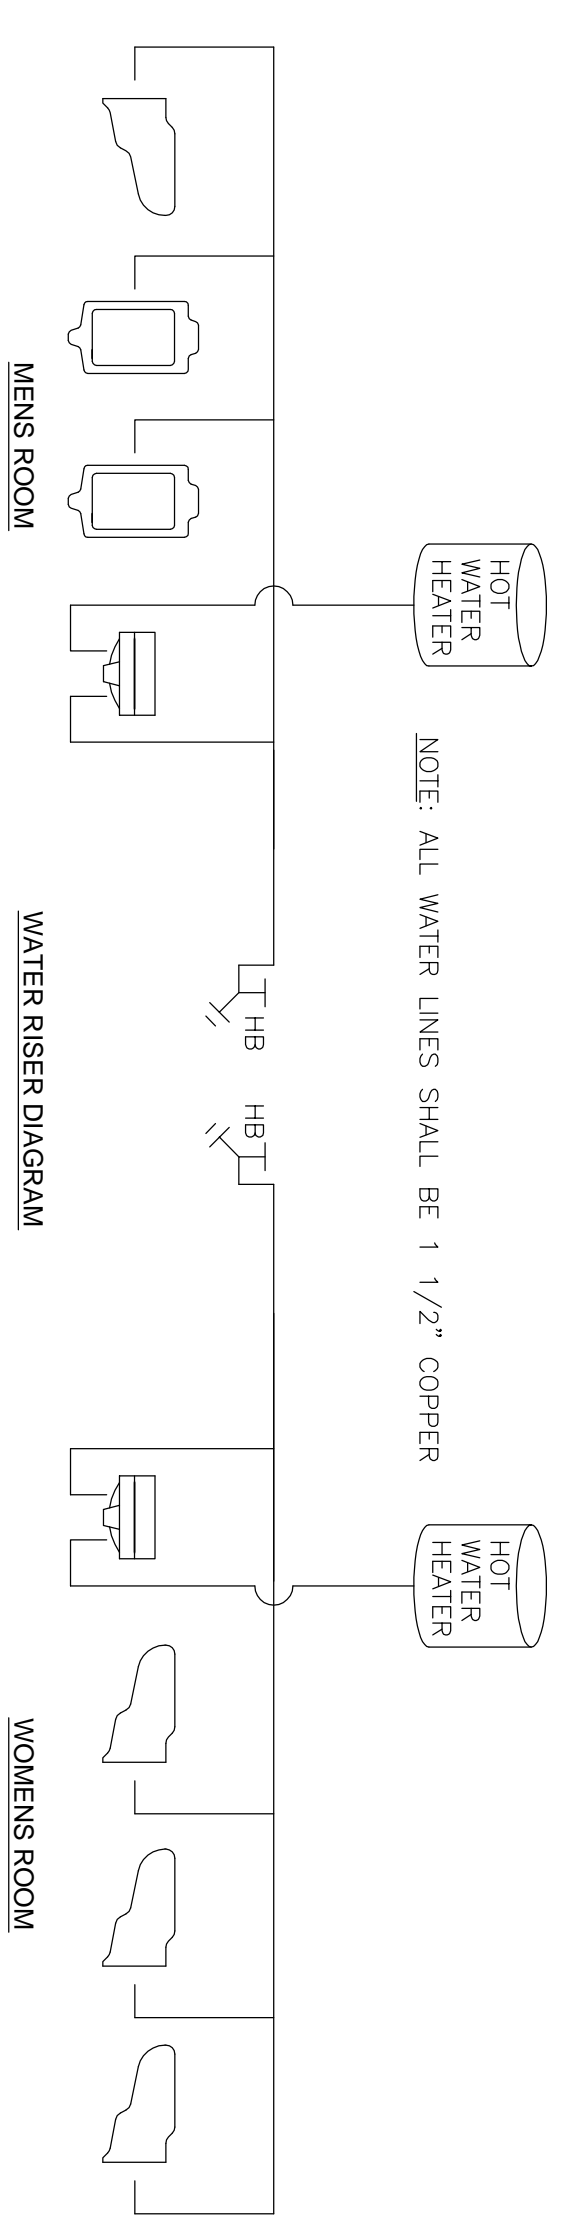 HOT
WATER
HEATER
HOT
WATER
HEATER
NOTE: ALL WATER LINES SHALL BE 1 1/2” COPPER
HB
HB
MENS ROOM
WATER RISER DIAGRAM
WOMENS ROOM